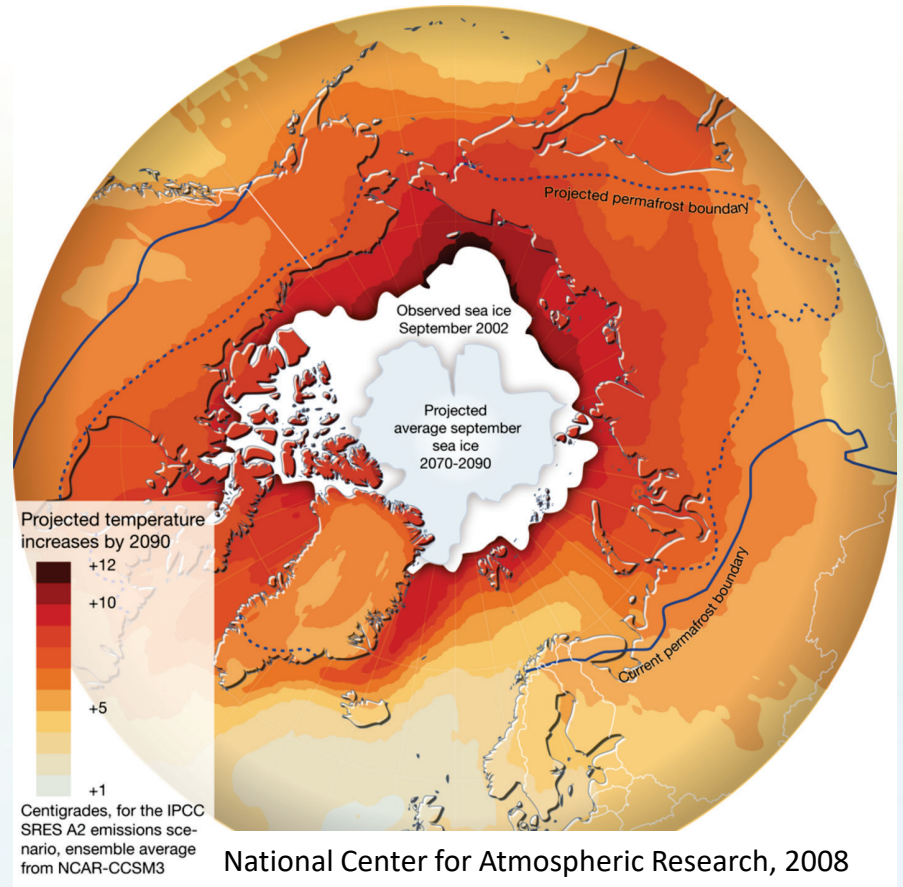 Projected permafrost boundary
Observed sea ice
September 2002
Projected
average september
sea ice
2070-2090
Current permafrost boundary
Projected temperature
increases by 2090
+12
+10
+5
+1
Centigrades, for the IPCC
SRES A2 emissions sce-
nario, ensemble average
from NCAR-CCSM3
National Center for Atmospheric Research, 2008